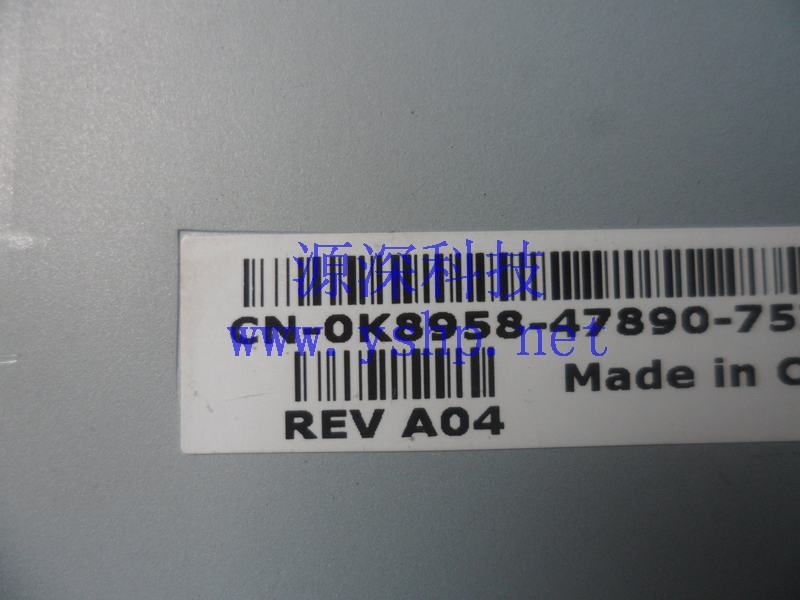 源深科技
CN-0K8958-47890-75
www.yshp.net
Made in C
REV A04